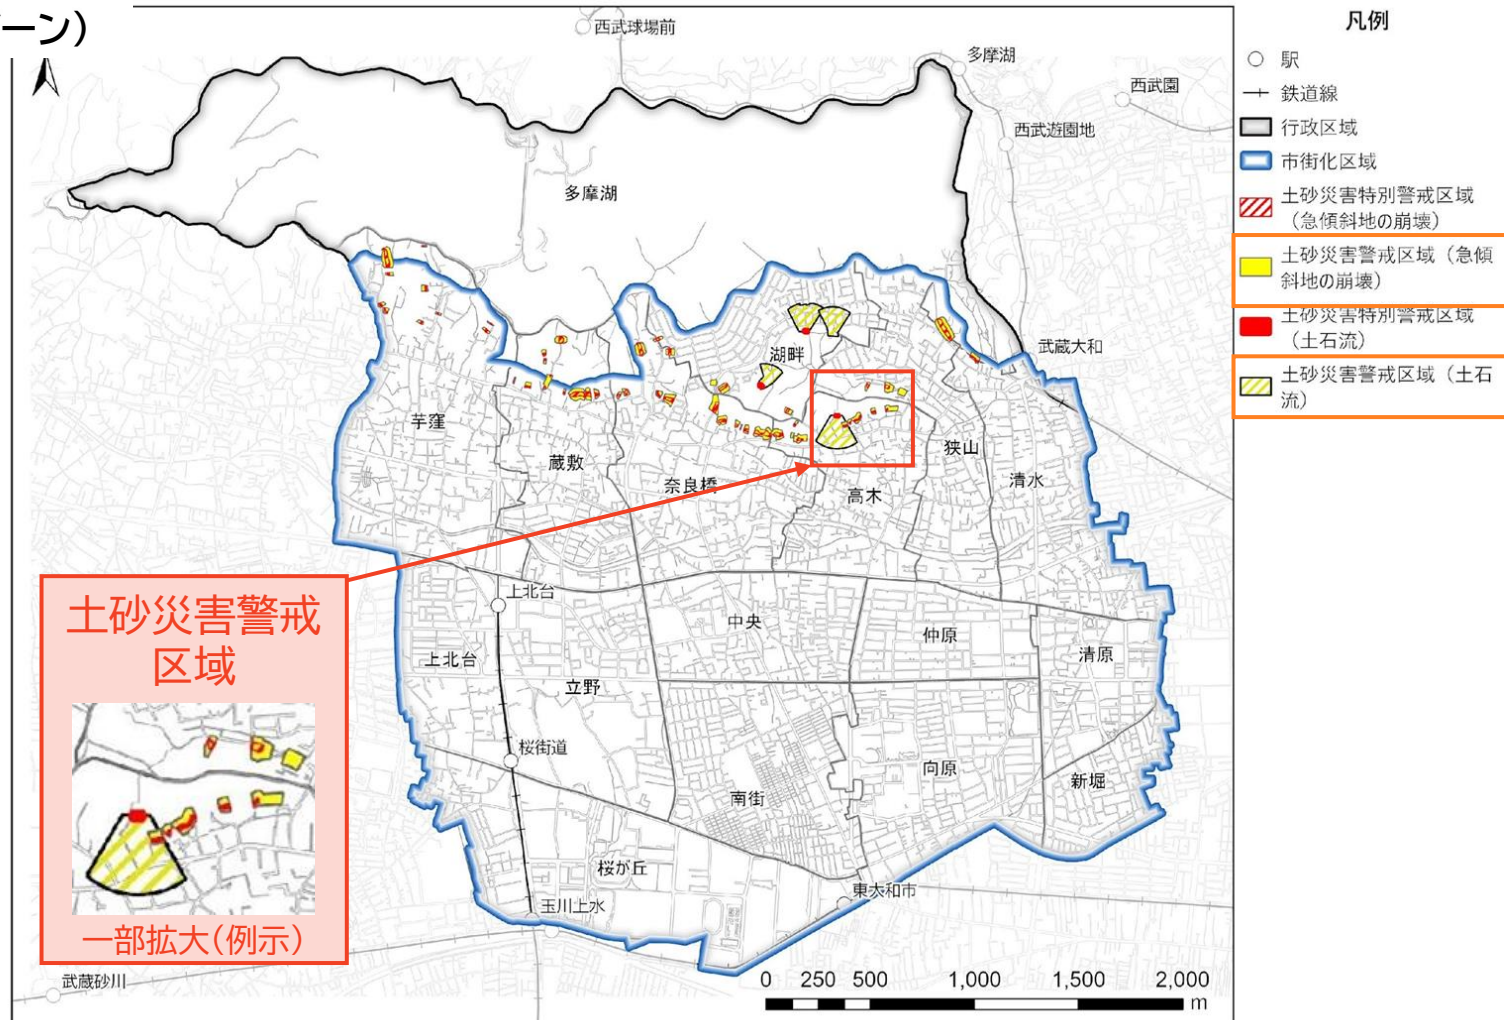 ーン）
西武球場前
多摩湖
西武園
西武遊園地
多摩湖
武蔵大和
湖畔
芋窪
蔵敷
奈良橋
高木
狭山
清水
上北台
上北台
立野
中央
仲原
清原
桜街道
南街
向原
新堀
桜が丘
玉川上水
東大和市
武蔵砂川
0 250 500 1,000 1,500 2,000
m
土砂災害警戒
区域
一部拡大（例示）
凡例
駅
鉄道線
行政区域
市街化区域
土砂災害特別警戒区域
（急傾斜地の崩壊）
土砂災害警戒区域（急傾
斜地の崩壊）
土砂災害特別警戒区域
（土石流）
土砂災害警戒区域（土石
流）